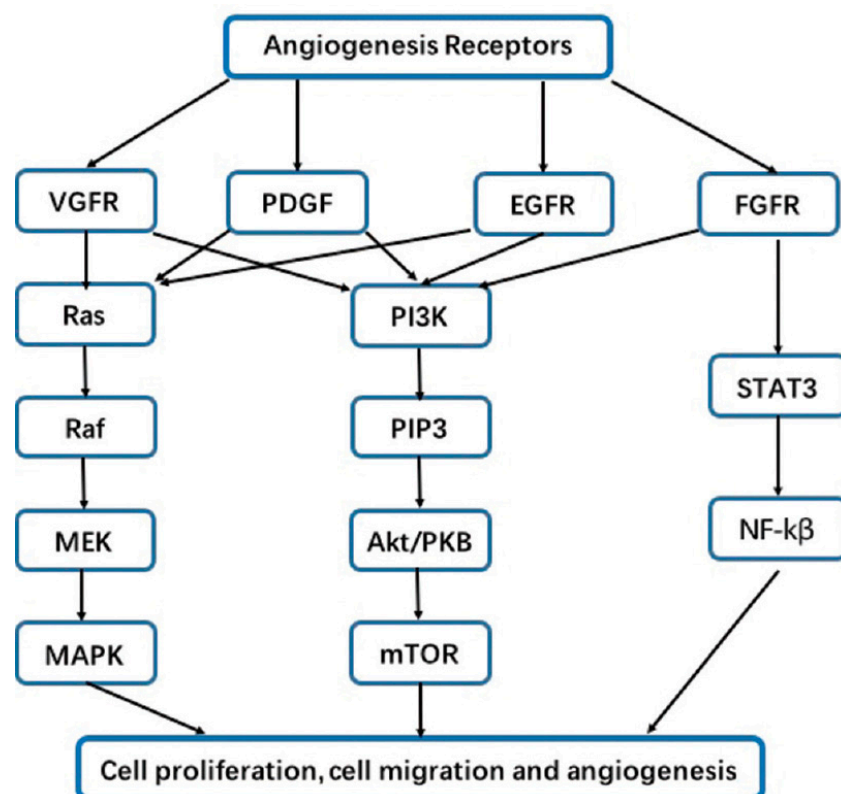 Angiogenesis Receptors
VGFR
PDGF
EGFR
FGFR
Ras
PI3K
STAT3
Raf
PIP3
MEK
Akt/PKB
NF-kβ
MAPK
mTOR
Cell proliferation, cell migration and angiogenesis